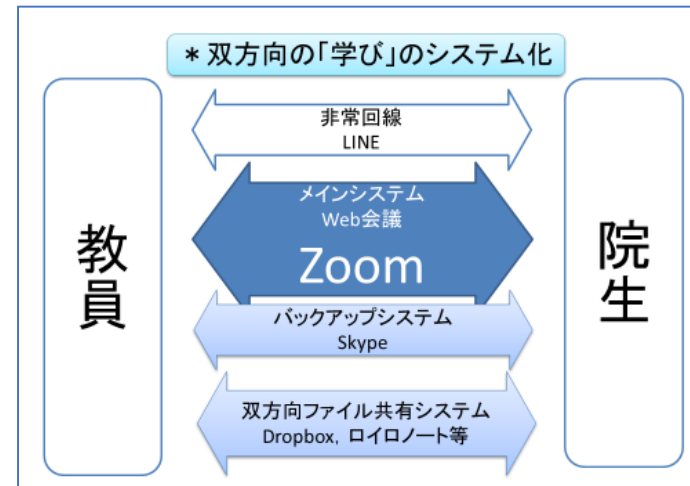 ＊双方向の「学び」のシステム化
教員
非常回線
LINE
メインシステム
Web会議
Zoom
バックアップシステム
Skype
双方向ファイル共有システム
Dropbox，ロイロノート等
院生